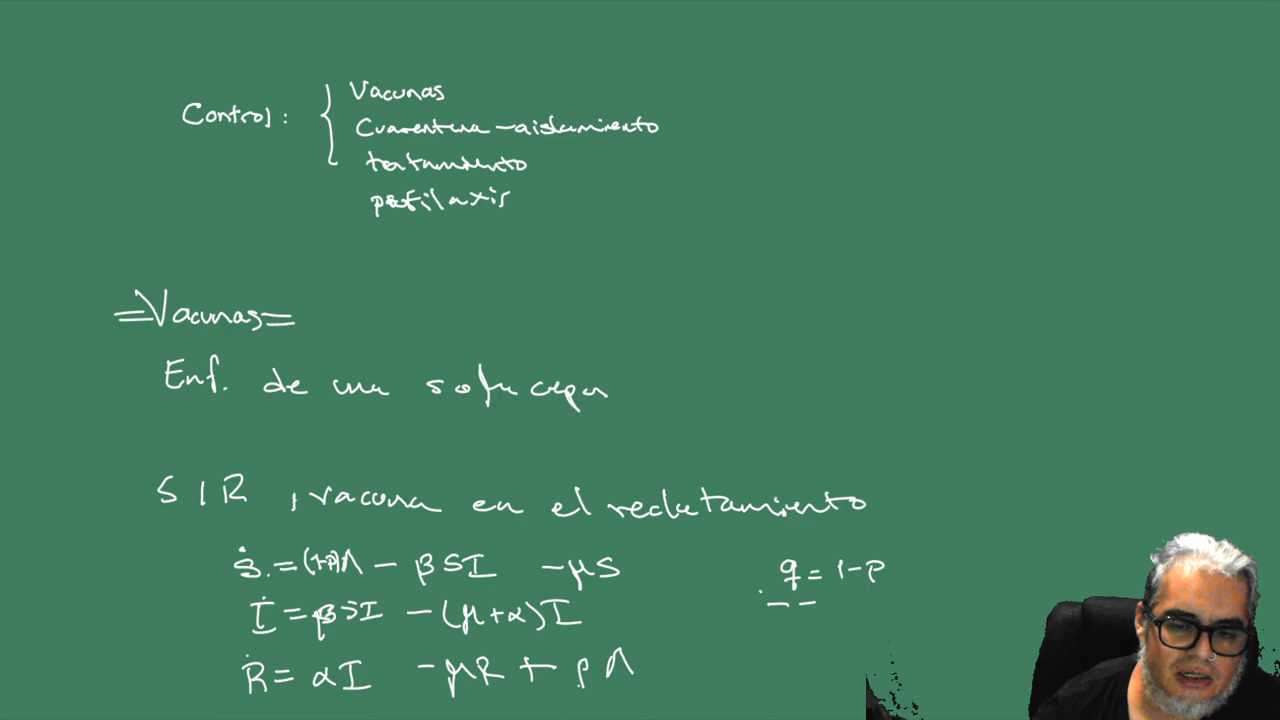 Control: { Vacunas
Cuarentena - aislamiento
tratamiento
profilaxis
=Vacunas=
Enf. de una sola cepa
SIR, vacuna en el reclutamiento
Ṡ = (1-p)Λ - βSI - μS
q = 1-p
İ = βSI - (μ+α)I
Ṙ = αI - μR + pΛ